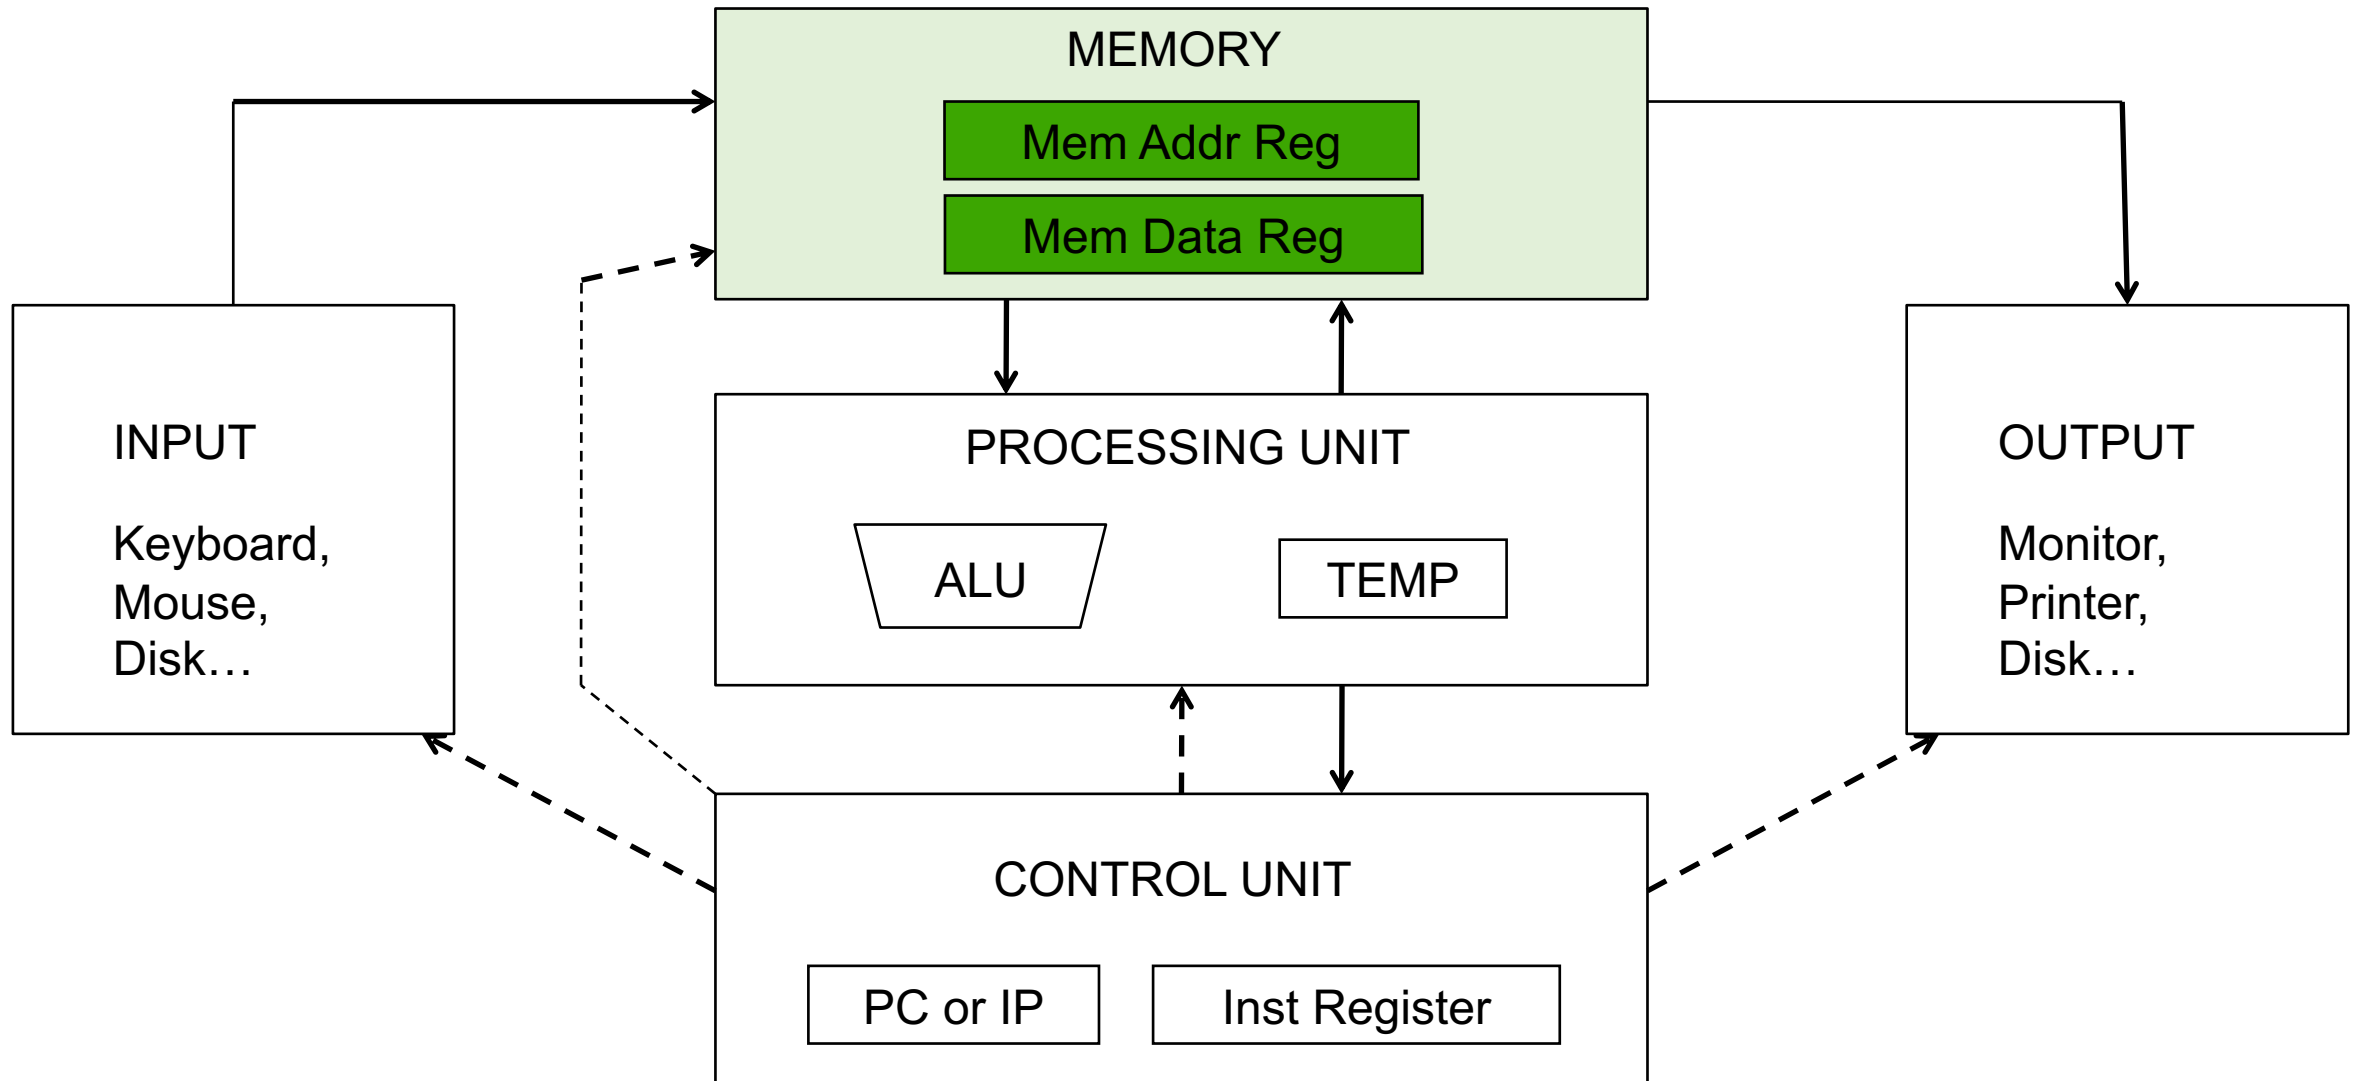 MEMORY
Mem Addr Reg
Mem Data Reg
INPUT
Keyboard,
Mouse,
Disk…
PROCESSING UNIT
ALU
TEMP
OUTPUT
Monitor,
Printer,
Disk…
CONTROL UNIT
PC or IP
Inst Register